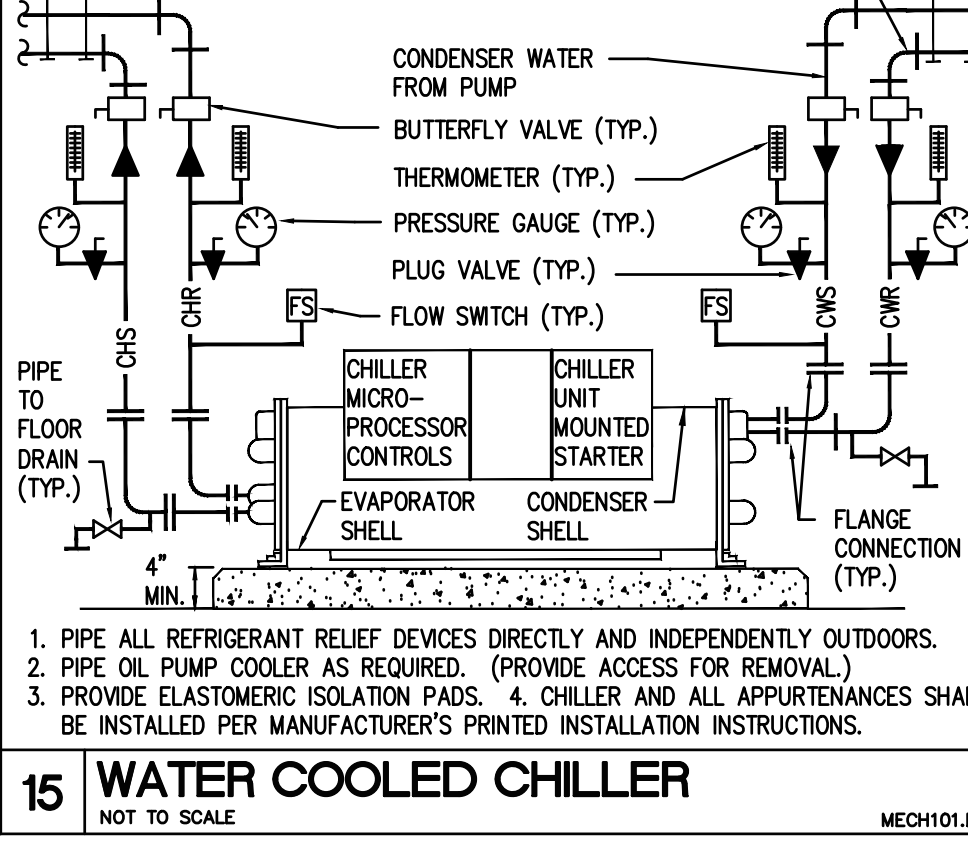 CONDENSER WATER
FROM PUMP
BUTTERFLY VALVE (TYP.)
THERMOMETER (TYP.)
PRESSURE GAUGE (TYP.)
PLUG VALVE (TYP.)
FLOW SWITCH (TYP.)
CHS
CHR
FS
FS
CWS
CWR
PIPE
TO
FLOOR
DRAIN
(TYP.)
CHILLER
MICRO-
PROCESSOR
CONTROLS
CHILLER
UNIT
MOUNTED
STARTER
EVAPORATOR
SHELL
CONDENSER
SHELL
FLANGE
CONNECTION
(TYP.)
4"
MIN.
1. PIPE ALL REFRIGERANT RELIEF DEVICES DIRECTLY AND INDEPENDENTLY OUTDOORS.
2. PIPE OIL PUMP COOLER AS REQUIRED. (PROVIDE ACCESS FOR REMOVAL.)
3. PROVIDE ELASTOMERIC ISOLATION PADS. 4. CHILLER AND ALL APPURTENANCES
BE INSTALLED PER MANUFACTURER'S PRINTED INSTALLATION INSTRUCTIONS.
15
WATER COOLED CHILLER
NOT TO SCALE
MECH101.